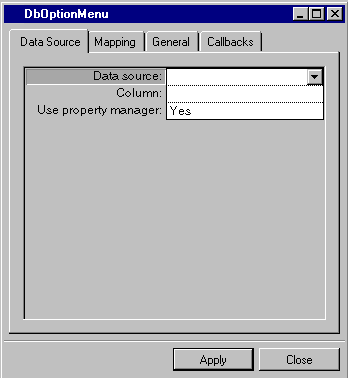 DbOptionMenu
Data Source Mapping General Callbacks
Data source:
Column:
Use property manager: Yes
Apply Close